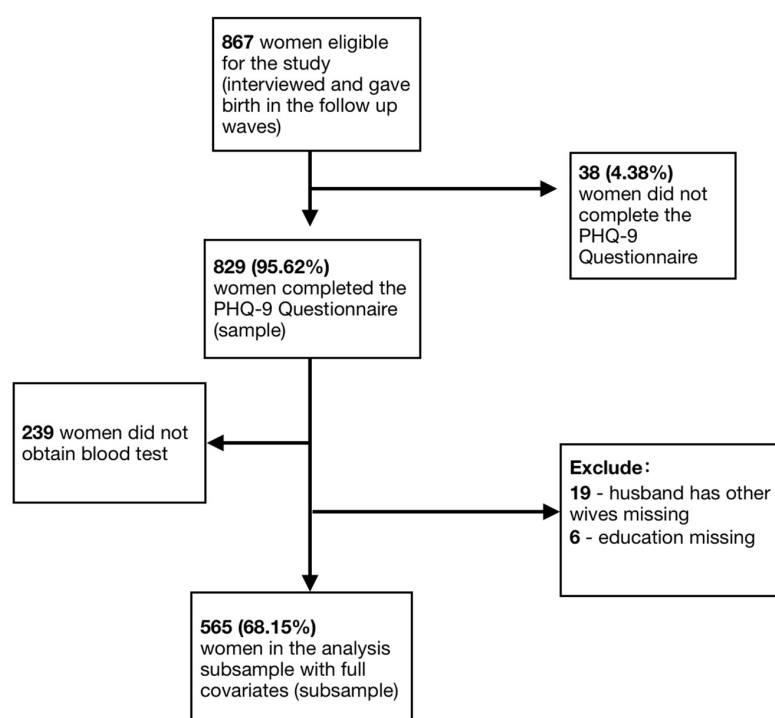 867 women eligible
for the study
(interviewed and gave
birth in the follow up
waves)
38 (4.38%)
women did not
complete the
PHQ-9
Questionnaire
829 (95.62%)
women completed the
PHQ-9 Questionnaire
(sample)
239 women did not
obtain blood test
Exclude：
19 - husband has other
wives missing
6 - education missing
565 (68.15%)
women in the analysis
subsample with full
covariates (subsample)